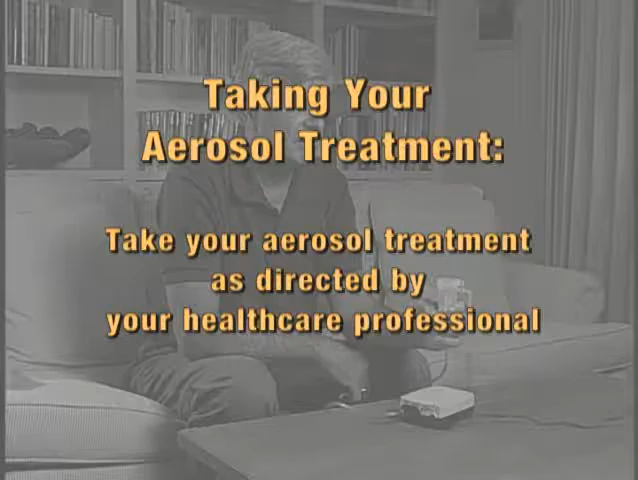 Taking Your
Aerosol Treatment:
Take your aerosol treatment
as directed by
your healthcare professional